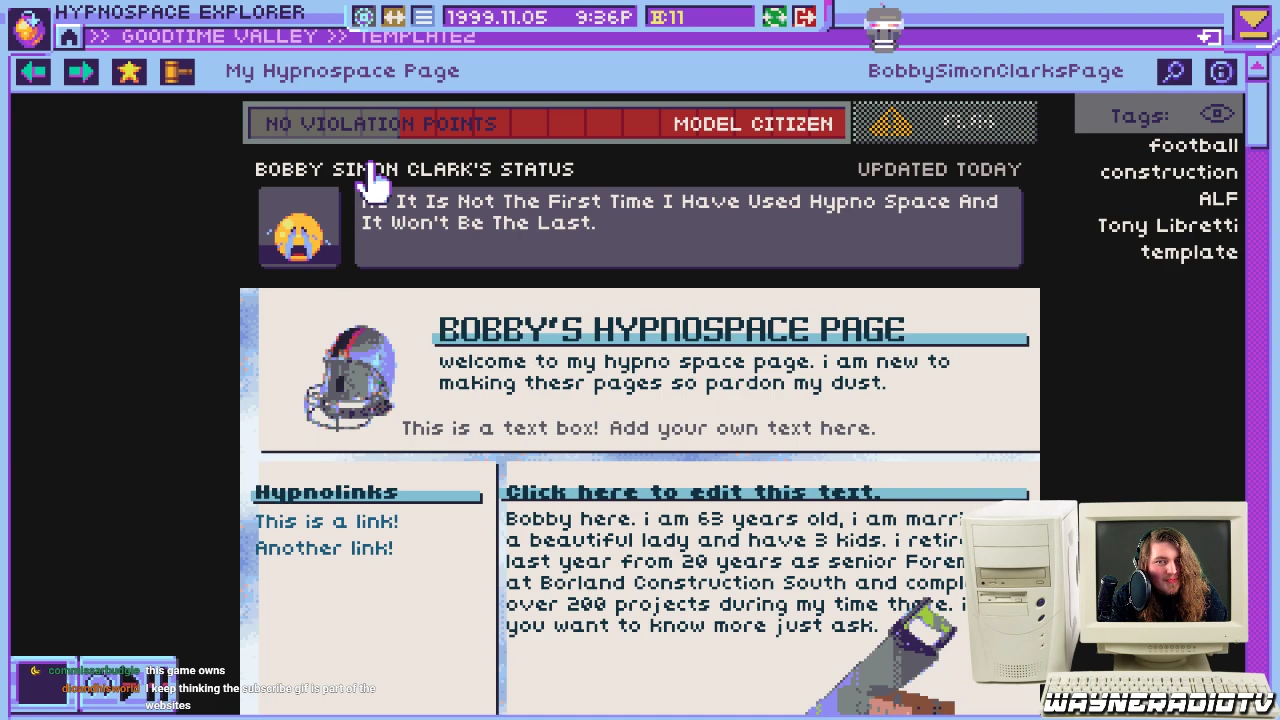 HYPNOSPACE EXPLORER
1999.11.05 9:36P
11
>> GOODTIME VALLEY >> TEMPLATE2
My Hypnospace Page
BobbySimonClarksPage
NO VIOLATION POINTS
MODEL CITIZEN
Tags:
football
construction
ALF
Tony Libretti
template
BOBBY SIMON CLARK'S STATUS
UPDATED TODAY
It Is Not The First Time I Have Used Hypno Space And
It Won't Be The Last.
BOBBY'S HYPNOSPACE PAGE
welcome to my hypno space page. i am new to
making thesr pages so pardon my dust.
This is a text box! Add your own text here.
Hypnolinks
This is a link!
Another link!
Click here to edit this text.
Bobby here. i am 63 years old, i am marri
a beautiful lady and have 3 kids. i retire
last year from 20 years as senior Forem
at Borland Construction South and compl
over 200 projects during my time there. i
you want to know more just ask.
commissarbudgie this game owns
dicandthisworld I keep thinking the subscribe gif is part of the
websites
WAYNERADIOTV